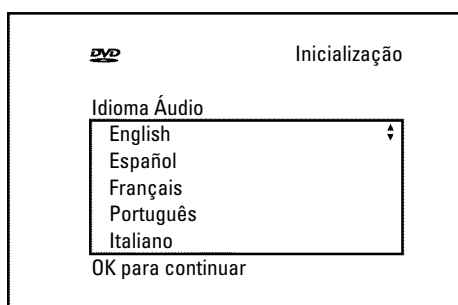 DVD
Inicialização
Idioma Áudio
English
Español
Français
Português
Italiano
OK para continuar